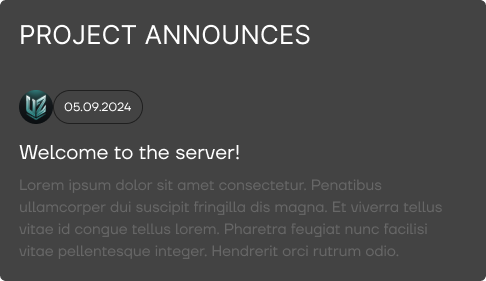 PROJECT ANNOUNCES
05.09.2024
Welcome to the server!
Lorem ipsum dolor sit amet consectetur. Penatibus
ullamcorper dui suscipit fringilla dis magna. Et viverra tellus
vitae id congue tellus lorem. Pharetra feugiat nunc facilisi
vitae pellentesque integer. Hendrerit orci rutrum odio.